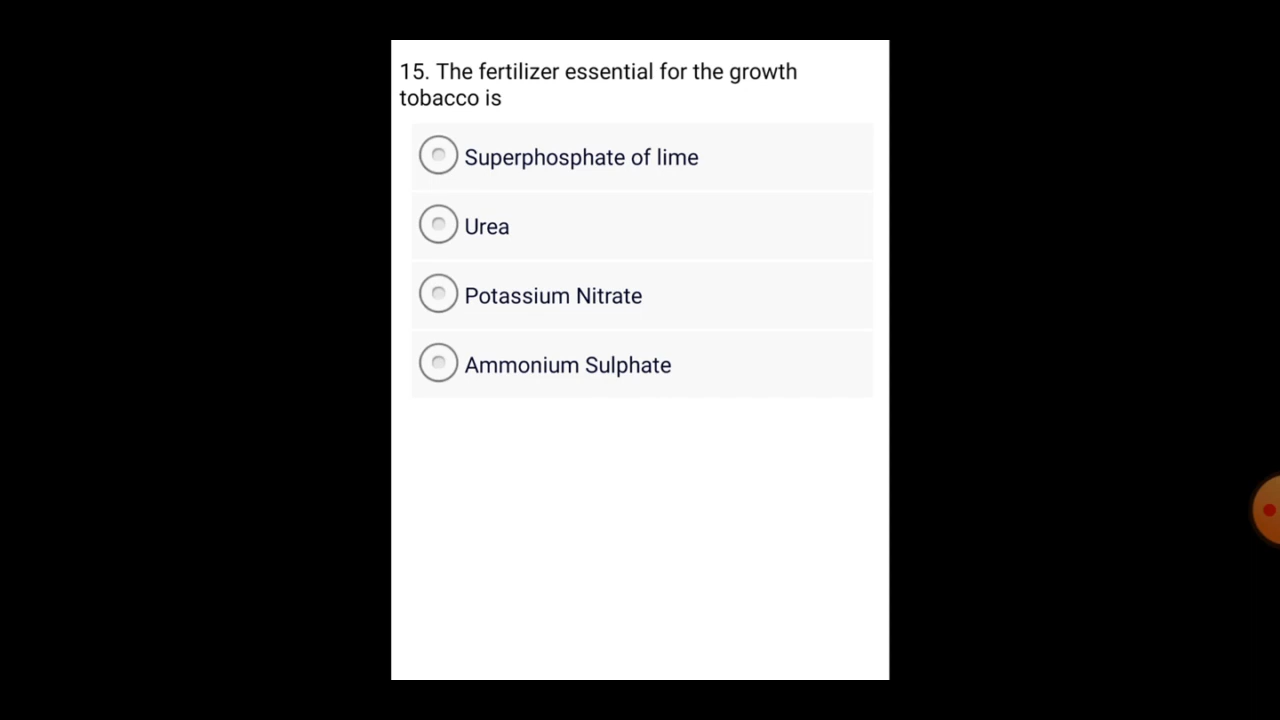 15. The fertilizer essential for the growth
tobacco is
Superphosphate of lime
Urea
Potassium Nitrate
Ammonium Sulphate